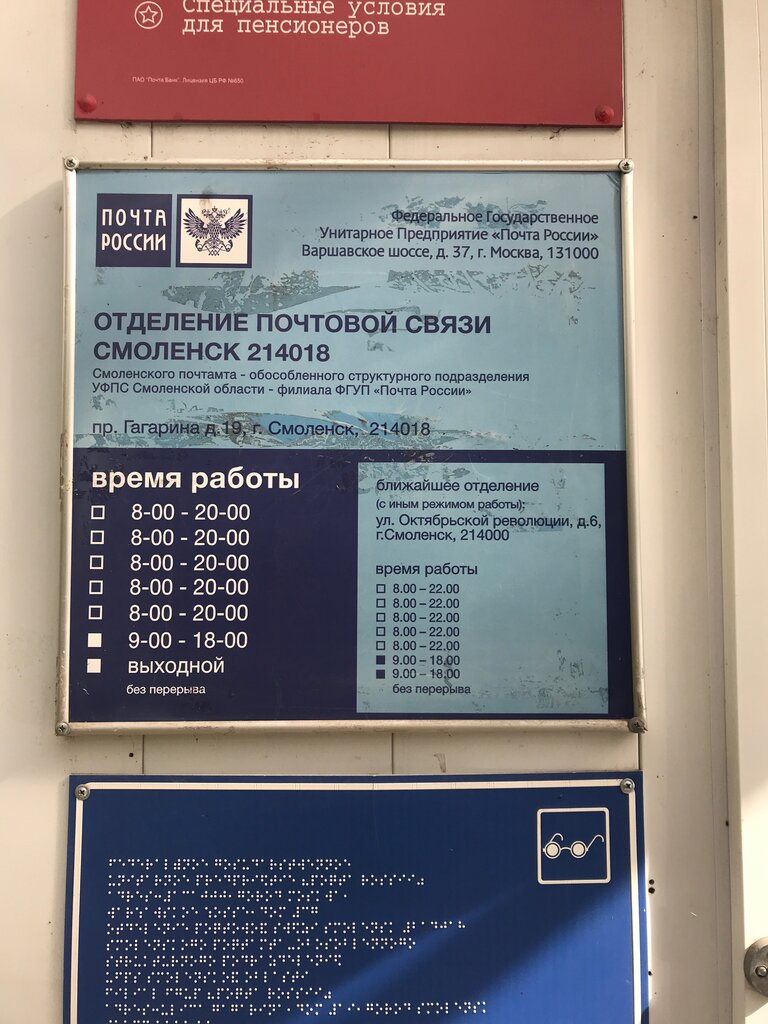 Специальные условия
для пенсионеров
ПАО "Почта Банк". Лицензия ЦБ РФ №650.
ПОЧТА
РОССИИ
Федеральное Государственное
Унитарное Предприятие «Почта России»
Варшавское шоссе, д. 37, г. Москва, 131000
ОТДЕЛЕНИЕ ПОЧТОВОЙ СВЯЗИ
СМОЛЕНСК 214018
Смоленского почтамта - обособленного структурного подразделения
УФПС Смоленской области - филиала ФГУП «Почта России»
пр. Гагарина д.19, г. Смоленск, 214018
время работы
8-00 - 20-00
8-00 - 20-00
8-00 - 20-00
8-00 - 20-00
8-00 - 20-00
9-00 - 18-00
выходной
без перерыва
ближайшее отделение
(с иным режимом работы):
ул. Октябрьской революции, д.6,
г.Смоленск, 214000
время работы
8.00 – 22.00
8.00 – 22.00
8.00 – 22.00
8.00 – 22.00
8.00 – 22.00
9.00 – 18.00
9.00 – 18.00
без перерыва